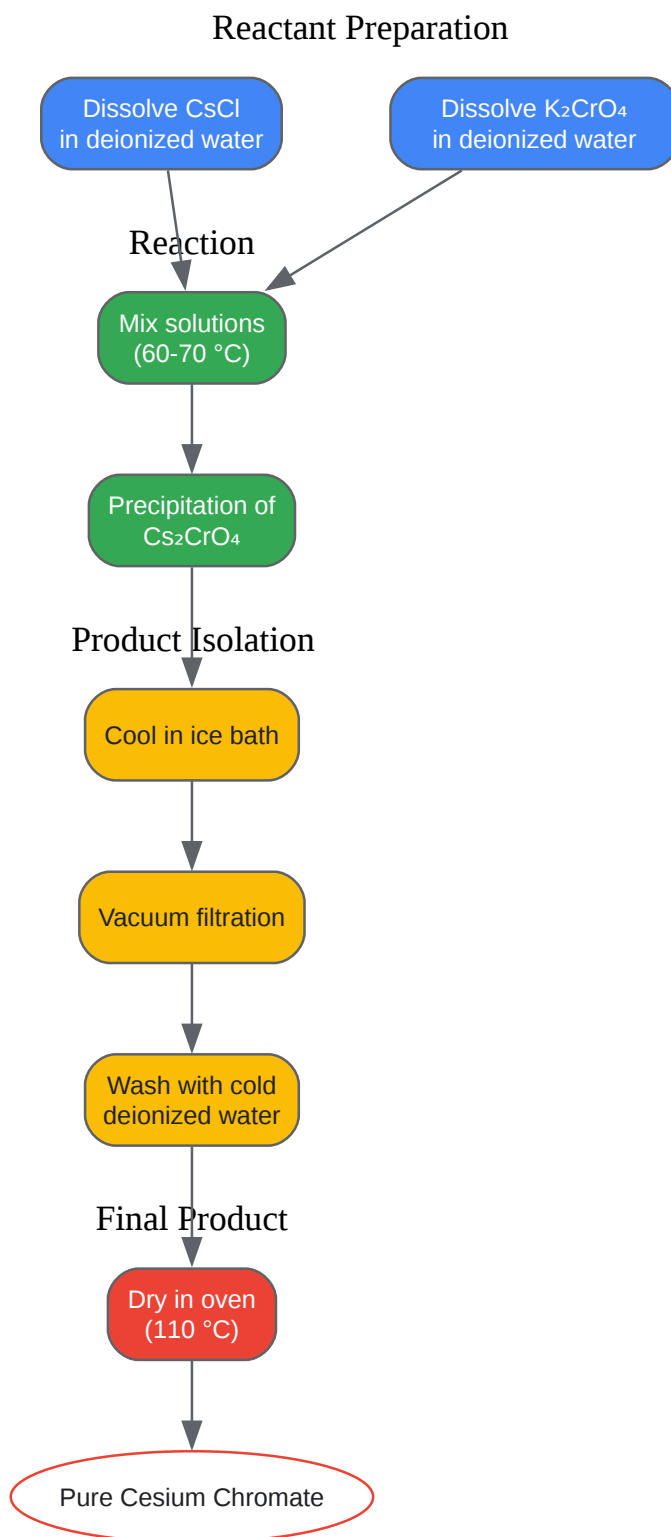 Reactant Preparation
Dissolve CsCl
in deionized water
Dissolve K₂CrO₄
in deionized water
Reaction
Mix solutions
(60-70 °C)
Precipitation of
Cs₂CrO₄
Product Isolation
Cool in ice bath
Vacuum filtration
Wash with cold
deionized water
Final Product
Dry in oven
(110 °C)
Pure Cesium Chromate